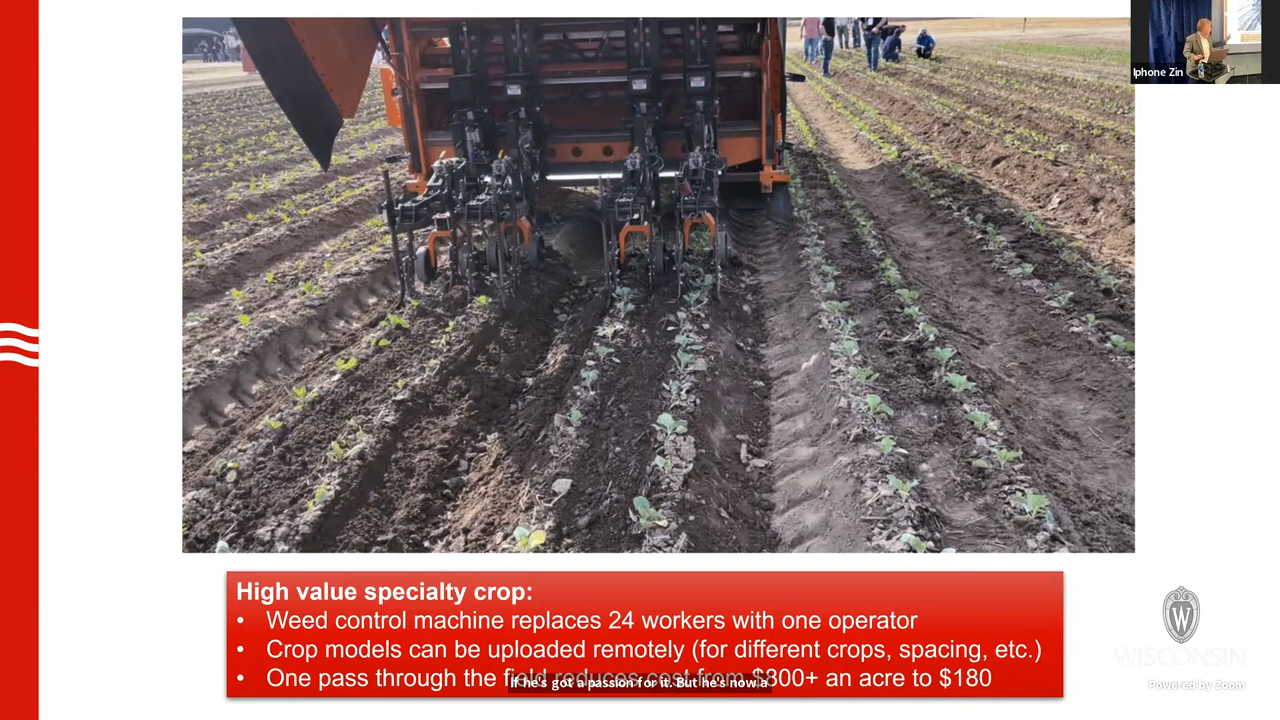 Iphone Zin
High value specialty crop:
• Weed control machine replaces 24 workers with one operator
• Crop models can be uploaded remotely (for different crops, spacing, etc.)
• One pass through the field reduces cost from $800+ an acre to $180
If he's got a passion for it. But he's now a
W
WISCONSIN
Powered by Zoom